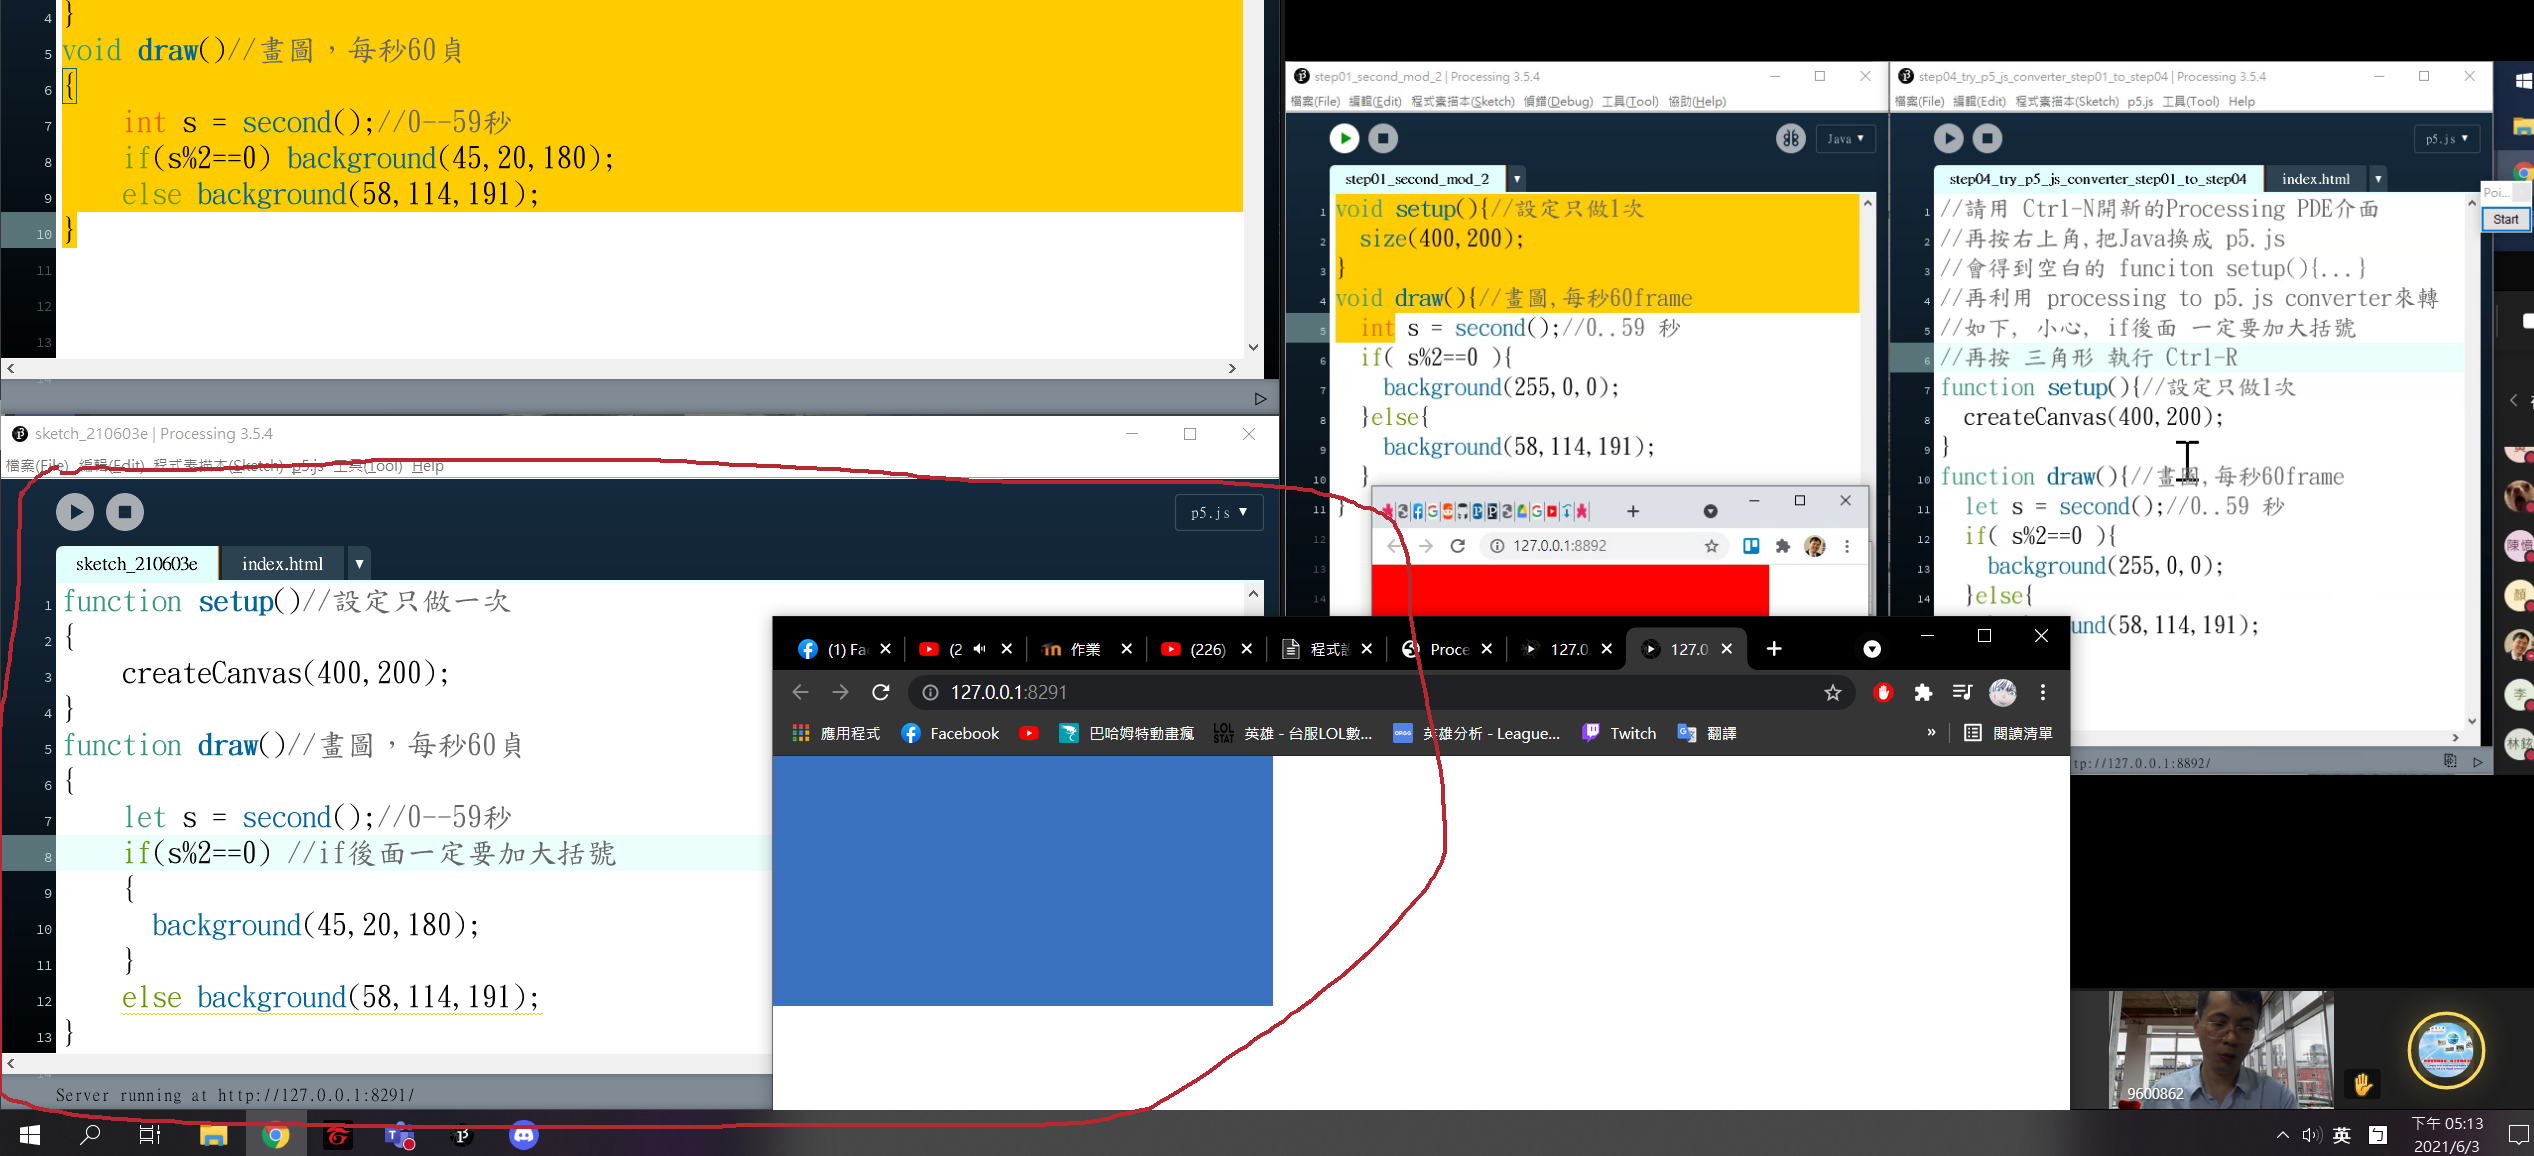 4 }
5 void draw()//畫圖，每秒60貞
6 {
7 int s = second();//0--59秒
8 if(s%2==0) background(45,20,180);
9 else background(58,114,191);
10 }
11
12
13
14
sketch_210603e | Processing 3.5.4
檔案(File) 編輯(Edit) 程式素描本(Sketch) p5.js 工具(Tool) Help
p5.js ▼
sketch_210603e index.html ▼
1 function setup()//設定只做一次
2 {
3 createCanvas(400,200);
4 }
5 function draw()//畫圖，每秒60貞
6 {
7 let s = second();//0--59秒
8 if(s%2==0) //if後面一定要加大括號
9 {
10 background(45,20,180);
11 }
12 else background(58,114,191);
13 }
14
Server running at http://127.0.0.1:8291/
step01_second_mod_2 | Processing 3.5.4
檔案(File) 編輯(Edit) 程式素描本(Sketch) 偵錯(Debug) 工具(Tool) 協助(Help)
Java ▼
step01_second_mod_2 ▼
1 void setup(){//設定只做1次
2 size(400,200);
3 }
4 void draw(){//畫圖,每秒60frame
5 int s = second();//0..59 秒
6 if( s%2==0 ){
7 background(255,0,0);
8 }else{
9 background(58,114,191);
10 }
11 }
12
13
14
127.0.0.1:8892
step04_try_p5_js_converter_step01_to_step04 | Processing 3.5.4
檔案(File) 編輯(Edit) 程式素描本(Sketch) p5.js 工具(Tool) Help
p5.js ▼
step04_try_p5_js_converter_step01_to_step04 index.html ▼
1 //請用 Ctrl-N開新的Processing PDE介面
2 //再按右上角,把Java換成 p5.js
3 //會得到空白的 funciton setup(){...}
4 //再利用 processing to p5.js converter來轉
5 //如下, 小心, if後面 一定要加大括號
6 //再按 三角形 執行 Ctrl-R
7 function setup(){//設定只做1次
8 createCanvas(400,200);
9 }
10 function draw(){//畫圖,每秒60frame
11 let s = second();//0..59 秒
12 if( s%2==0 ){
13 background(255,0,0);
14 }else{
und(58,114,191);
tp://127.0.0.1:8892/
Poi...
Start
陳憶
顏
李
林鉉
(1) Fa (2 作業 (226) 程式設 Proce 127.0. 127.0.
127.0.0.1:8291
應用程式 Facebook 巴哈姆特動畫瘋 LOL STAT 英雄 - 台服LOL數... OPGG 英雄分析 - League... Twitch 翻譯 » 閱讀清單
9600862
英
下午 05:13
2021/6/3